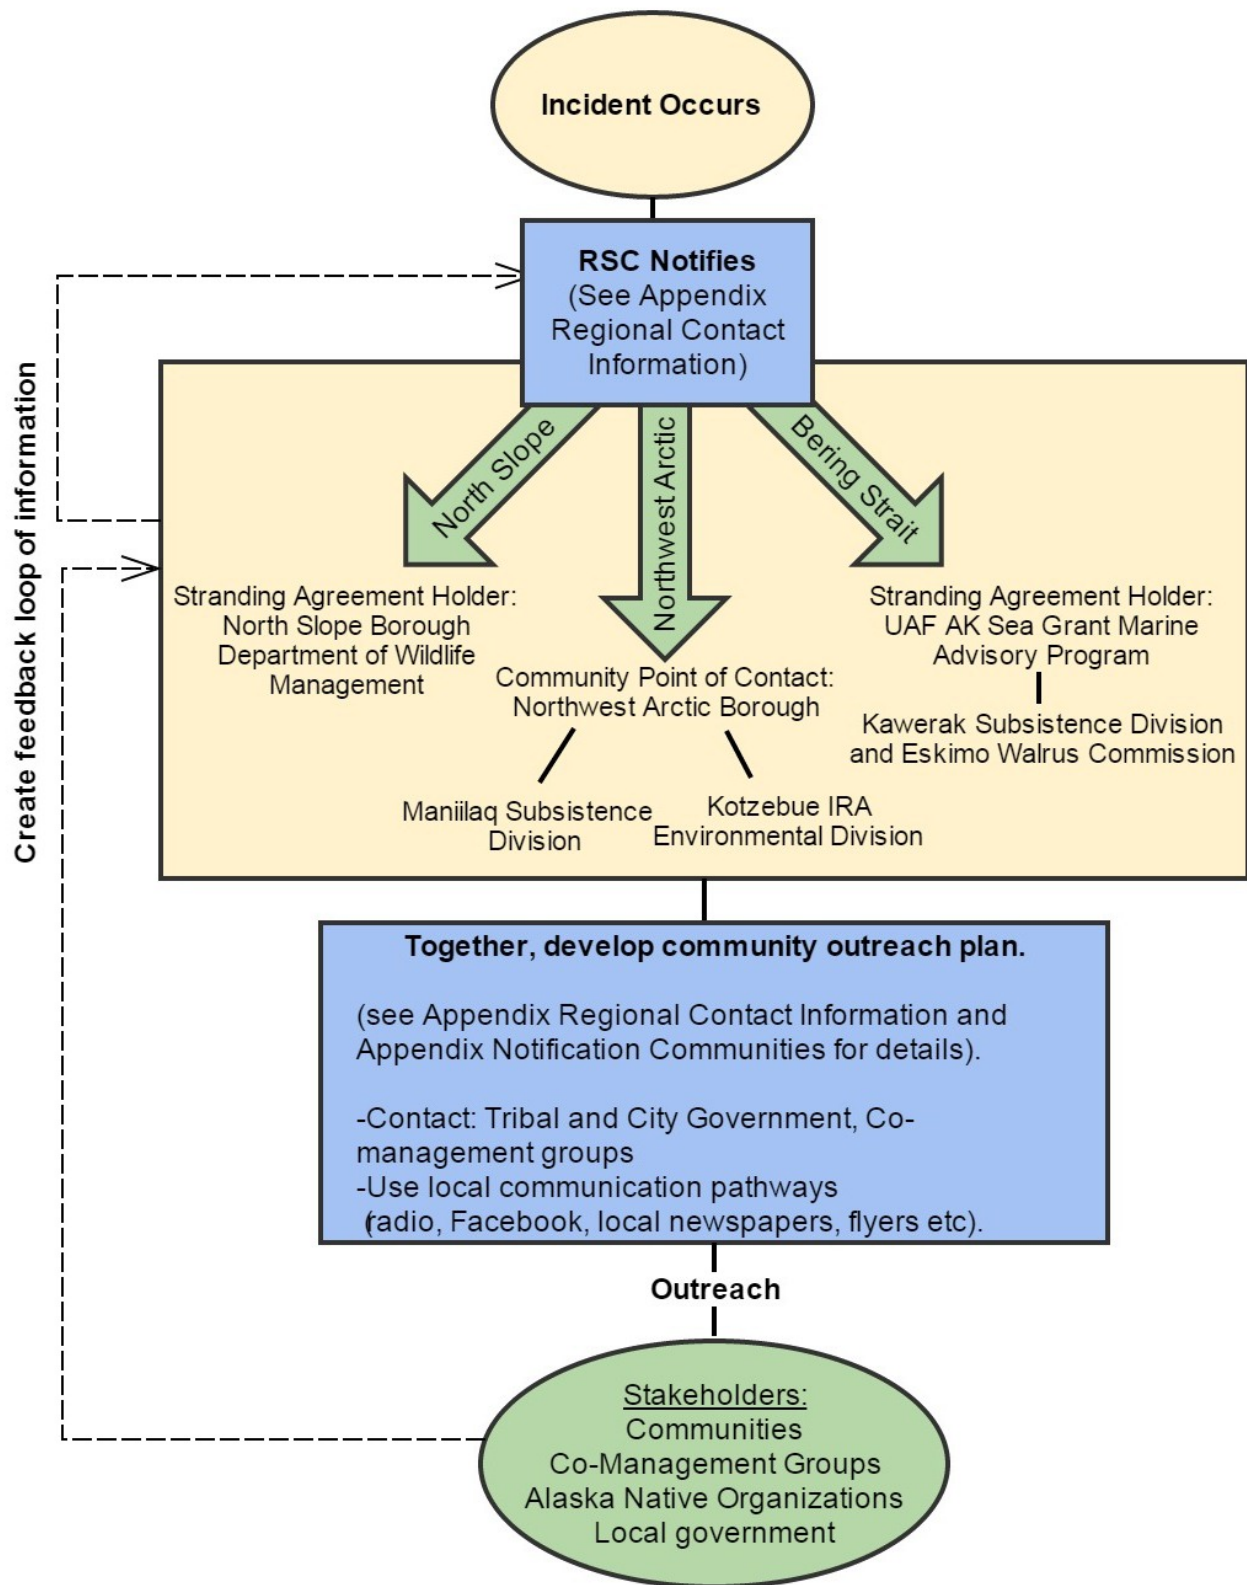 Incident Occurs
RSC Notifies
(See Appendix
Regional Contact
Information)
North Slope
Northwest Arctic
Bering Strait
Stranding Agreement Holder:
North Slope Borough
Department of Wildlife
Management
Community Point of Contact:
Northwest Arctic Borough
Maniilaq Subsistence
Division
Kotzebue IRA
Environmental Division
Stranding Agreement Holder:
UAF AK Sea Grant Marine
Advisory Program
Kawerak Subsistence Division
and Eskimo Walrus Commission
Create feedback loop of information
Together, develop community outreach plan.
(see Appendix Regional Contact Information and
Appendix Notification Communities for details).
-Contact: Tribal and City Government, Co-
management groups
-Use local communication pathways
(radio, Facebook, local newspapers, flyers etc).
Outreach
Stakeholders:
Communities
Co-Management Groups
Alaska Native Organizations
Local government